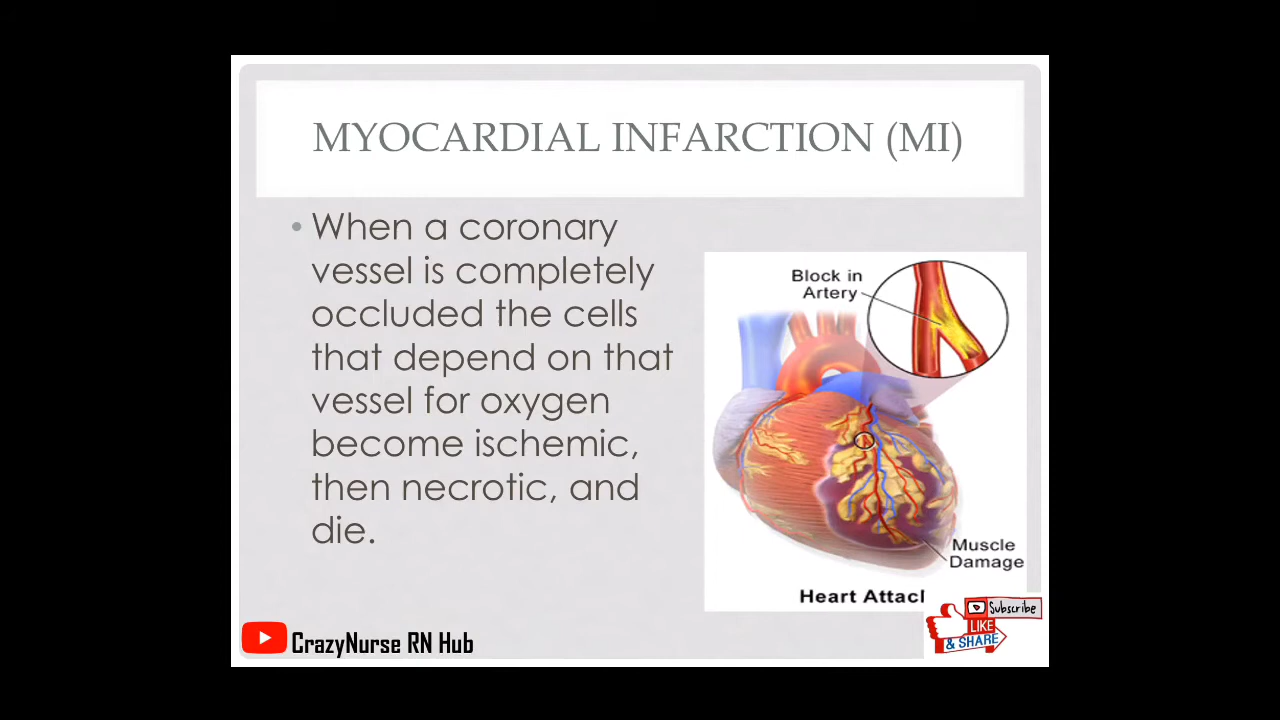 MYOCARDIAL INFARCTION (MI)
• When a coronary
vessel is completely
occluded the cells
that depend on that
vessel for oxygen
become ischemic,
then necrotic, and
die.
Block in
Artery
Muscle
Damage
Heart Attacl
Subscribe
LIKE
& SHARE
CrazyNurse RN Hub